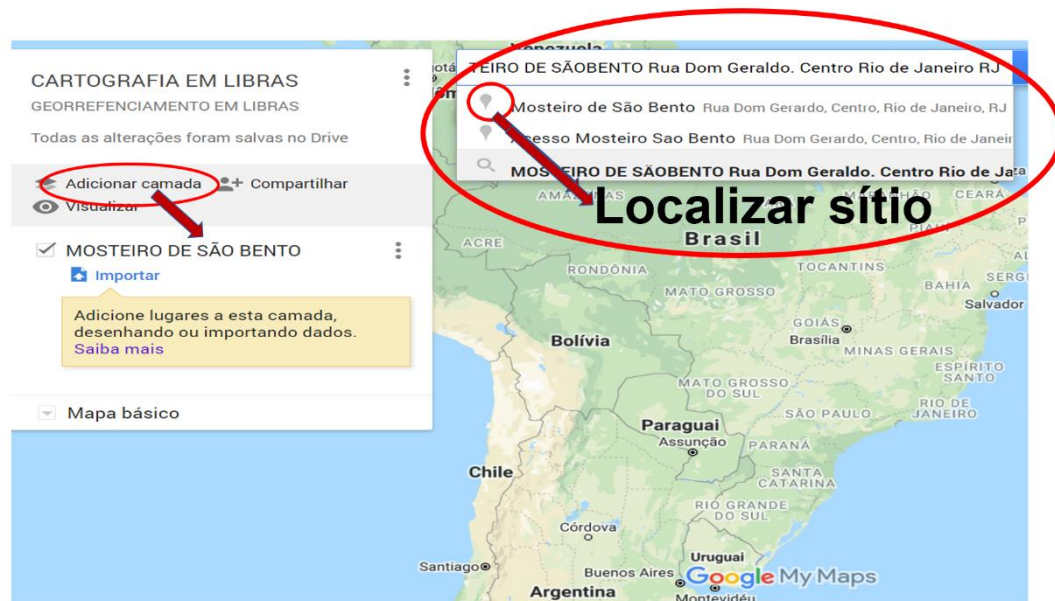 CARTOGRAFIA EM LIBRAS
GEORREFENCIAMENTO EM LIBRAS
Todas as alterações foram salvas no Drive
Adicionar camada
Compartilhar
Visualizar
MOSTEIRO DE SÃO BENTO
Importar
Adicione lugares a esta camada,
desenhando ou importando dados.
Saiba mais
Mapa básico
Venezuela
TEIRO DE SÃOBENTO Rua Dom Geraldo. Centro Rio de Janeiro RJ
Mosteiro de São Bento Rua Dom Gerardo, Centro, Rio de Janeiro, RJ
Acesso Mosteiro Sao Bento Rua Dom Gerardo, Centro, Rio de Janeir
MOSTEIRO DE SÃOBENTO Rua Dom Geraldo. Centro Rio de Ja
Localizar sítio
AMAZONAS
MARANHÃO
CEARÁ
PIAUÍ
ACRE
Brasil
RONDÔNIA
TOCANTINS
MATO GROSSO
BAHIA
SERGI
Salvador
GOIÁS
Brasília
Bolívia
MINAS GERAIS
ESPÍRITO
SANTO
MATO GROSSO
DO SUL
SÃO PAULO
RIO DE
JANEIRO
Paraguai
Assunção
PARANÁ
Chile
SANTA
CATARINA
RIO GRANDE
DO SUL
Córdova
Uruguai
Santiago
Buenos Aires
Google My Maps
Argentina
Montevidéu